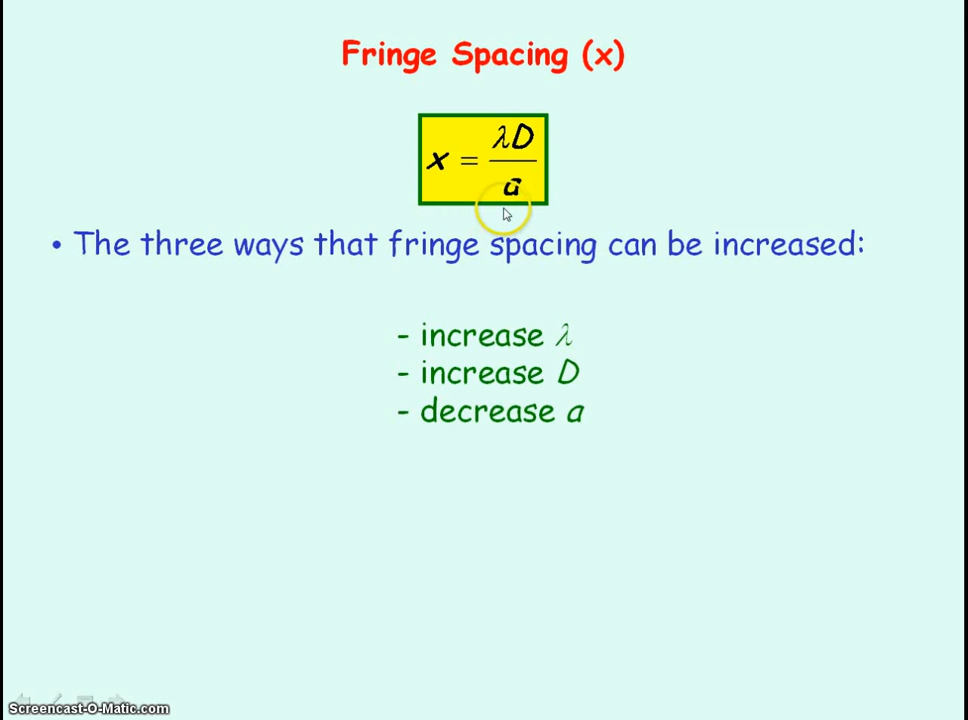 Fringe Spacing (x)
x = λD / a
• The three ways that fringe spacing can be increased:
- increase λ
- increase D
- decrease a
Screencast-O-Matic.com